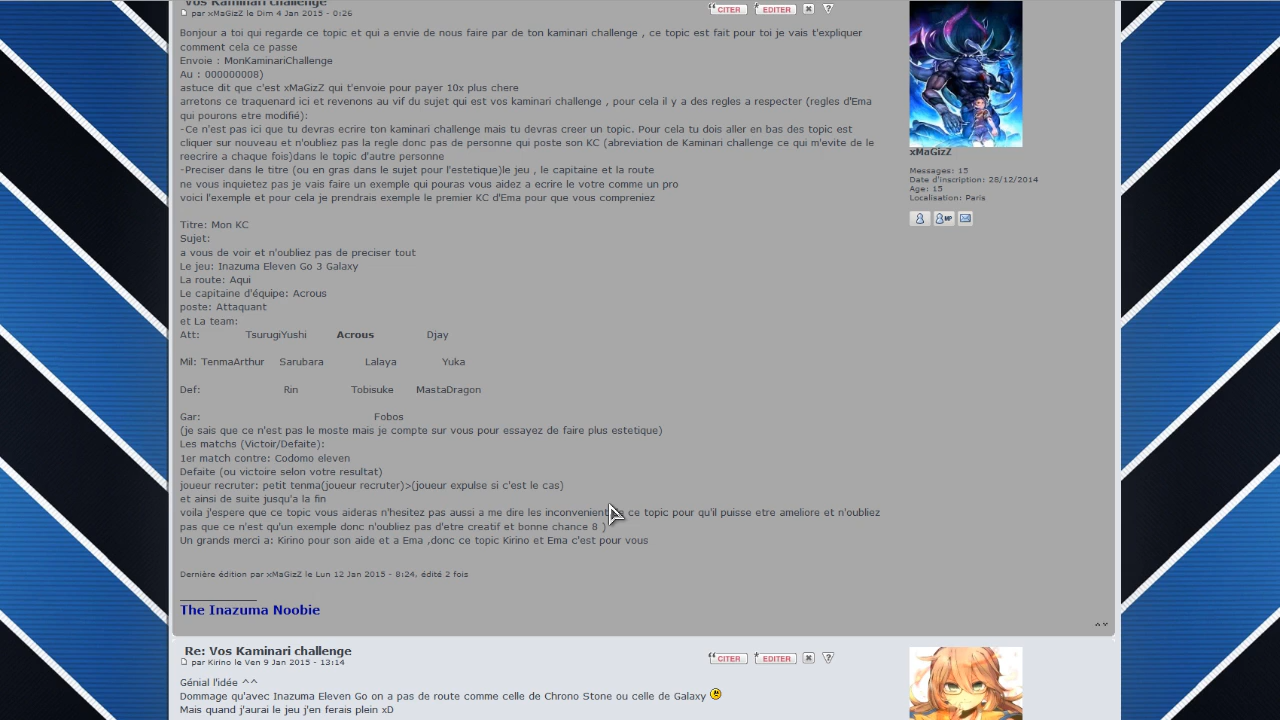 Vos Kaminari challenge
par xMaGizZ le Dim 4 Jan 2015 - 0:26
CITER EDITER
Bonjour a toi qui regarde ce topic et qui a envie de nous faire par de ton kaminari challenge , ce topic est fait pour toi je vais t'expliquer
comment cela ce passe
Envoie : MonKaminariChallenge
Au : 000000008)
astuce dit que c'est xMaGizZ qui t'envoie pour payer 10x plus chere
arretons ce traquenard ici et revenons au vif du sujet qui est vos kaminari challenge , pour cela il y a des regles a respecter (regles d'Ema
qui pourons etre modifié):
-Ce n'est pas ici que tu devras ecrire ton kaminari challenge mais tu devras creer un topic. Pour cela tu dois aller en bas des topic est
cliquer sur nouveau et n'oubliez pas la regle donc pas de personne qui poste son KC (abreviation de Kaminari challenge ce qui m'evite de le
reecrire a chaque fois)dans le topic d'autre personne
-Preciser dans le titre (ou en gras dans le sujet pour l'estetique)le jeu , le capitaine et la route
ne vous inquietez pas je vais faire un exemple qui pouras vous aidez a ecrire le votre comme un pro
voici l'exemple et pour cela je prendrais exemple le premier KC d'Ema pour que vous compreniez
Titre: Mon KC
Sujet:
a vous de voir et n'oubliez pas de preciser tout
Le jeu: Inazuma Eleven Go 3 Galaxy
La route: Aqui
Le capitaine d'équipe: Acrous
poste: Attaquant
et La team:
Att: TsurugiYushi Acrous Djay
Mil: TenmaArthur Sarubara Lalaya Yuka
Def: Rin Tobisuke MastaDragon
Gar: Fobos
(je sais que ce n'est pas le moste mais je compte sur vous pour essayez de faire plus estetique)
Les matchs (Victoir/Defaite):
1er match contre: Codomo eleven
Defaite (ou victoire selon votre resultat)
joueur recruter: petit tenma(joueur recruter)>(joueur expulse si c'est le cas)
et ainsi de suite jusqu'a la fin
voila j'espere que ce topic vous aideras n'hesitez pas aussi a me dire les inconvenient ce topic pour qu'il puisse etre ameliore et n'oubliez
pas que ce n'est qu'un exemple donc n'oubliez pas d'etre creatif et bonne chance 8 )
Un grands merci a: Kirino pour son aide et a Ema ,donc ce topic Kirino et Ema c'est pour vous
Dernière édition par xMaGizZ le Lun 12 Jan 2015 - 8:24, édité 2 fois
The Inazuma Noobie
xMaGizZ
Messages: 15
Date d'inscription: 28/12/2014
Age: 15
Localisation: Paris
MP
Re: Vos Kaminari challenge
par Kirino le Ven 9 Jan 2015 - 13:14
CITER EDITER
Génial l'idée ^^
Dommage qu'avec Inazuma Eleven Go on a pas de route comme celle de Chrono Stone ou celle de Galaxy
Mais quand j'aurai le jeu j'en ferais plein xD